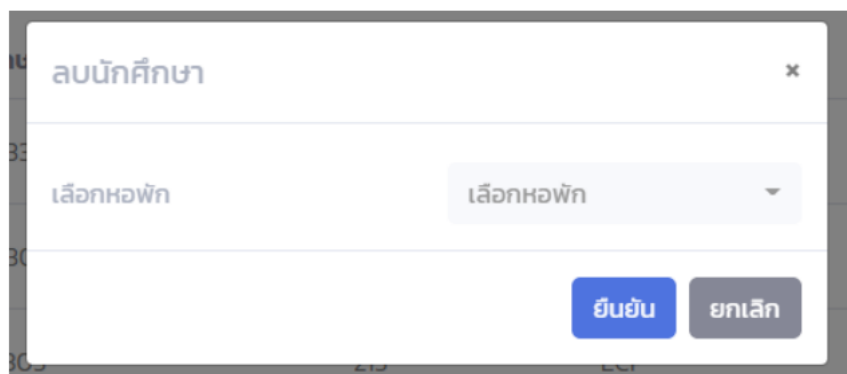 ลบนักศึกษา ×
เลือกหอพัก เลือกหอพัก
ยืนยัน ยกเลิก